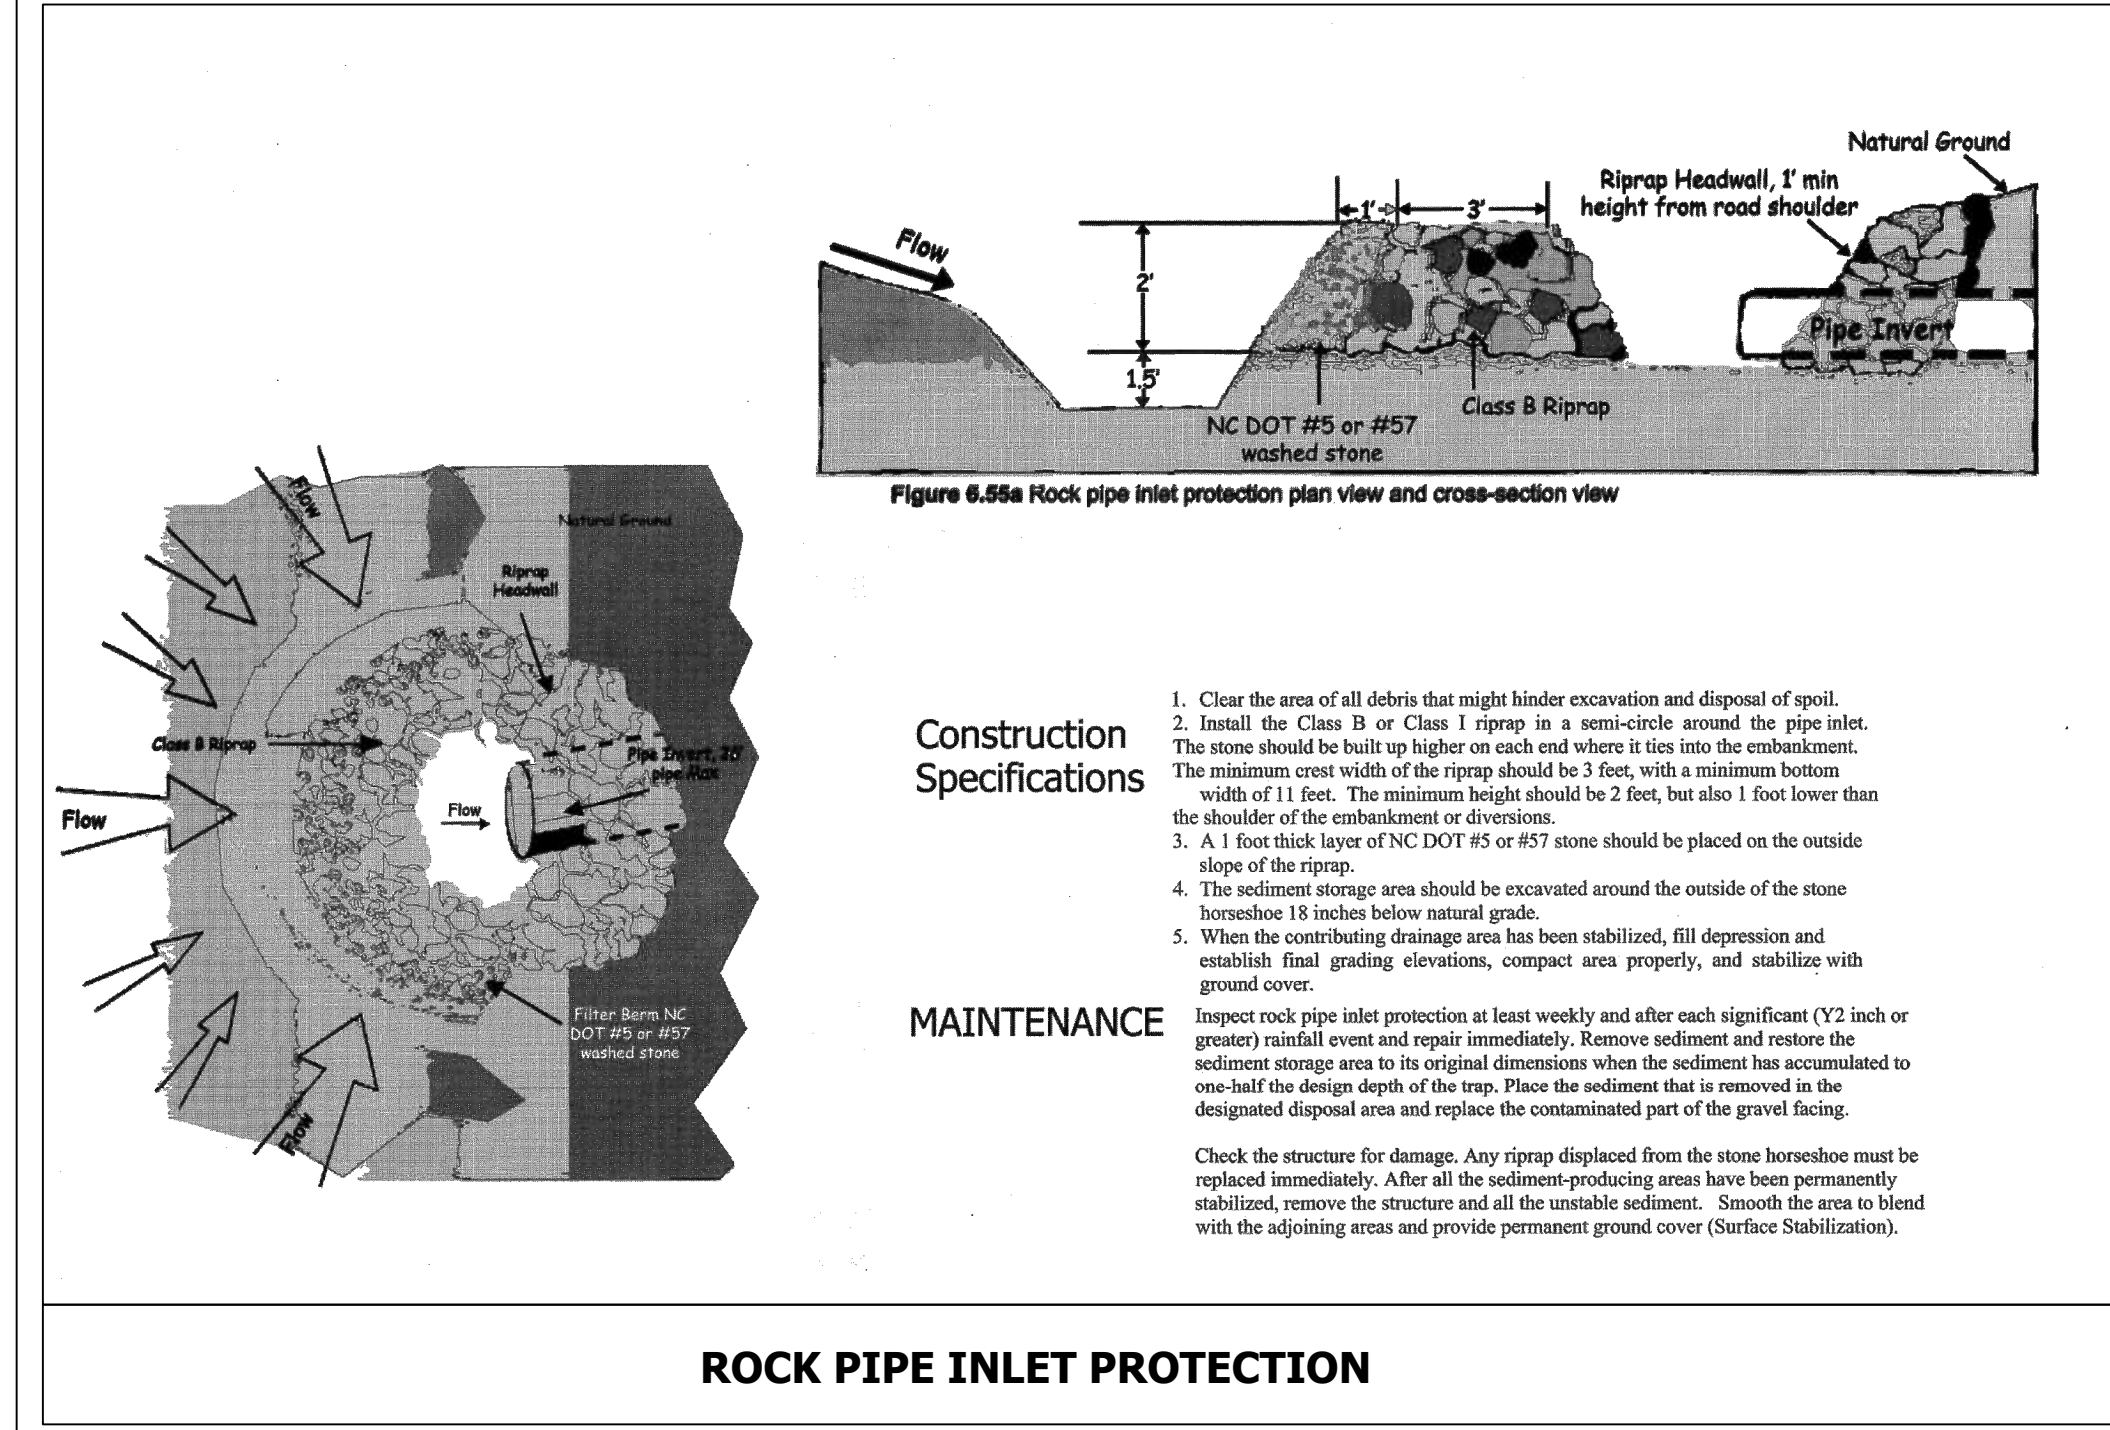 Natural Ground
Riprap Headwall, 1' min
height from road shoulder
1'
3'
Flow
2'
Pipe Invert
1.5'
Class B Riprap
NC DOT #5 or #57
washed stone
Figure 6.55a Rock pipe inlet protection plan view and cross-section view
Flow
Natural Ground
Riprap
Headwall
Class B Riprap
Pipe Invert,
pipe Max
Flow
Flow
Filter Berm NC
DOT #5 or #57
washed stone
Flow
Construction
Specifications
1. Clear the area of all debris that might hinder excavation and disposal of spoil.
2. Install the Class B or Class I riprap in a semi-circle around the pipe inlet.
The stone should be built up higher on each end where it ties into the embankment.
The minimum crest width of the riprap should be 3 feet, with a minimum bottom
width of 11 feet. The minimum height should be 2 feet, but also 1 foot lower than
the shoulder of the embankment or diversions.
3. A 1 foot thick layer of NC DOT #5 or #57 stone should be placed on the outside
slope of the riprap.
4. The sediment storage area should be excavated around the outside of the stone
horseshoe 18 inches below natural grade.
5. When the contributing drainage area has been stabilized, fill depression and
establish final grading elevations, compact area properly, and stabilize with
ground cover.
MAINTENANCE
Inspect rock pipe inlet protection at least weekly and after each significant (Y2 inch or
greater) rainfall event and repair immediately. Remove sediment and restore the
sediment storage area to its original dimensions when the sediment has accumulated to
one-half the design depth of the trap. Place the sediment that is removed in the
designated disposal area and replace the contaminated part of the gravel facing.
Check the structure for damage. Any riprap displaced from the stone horseshoe must be
replaced immediately. After all the sediment-producing areas have been permanently
stabilized, remove the structure and all the unstable sediment. Smooth the area to blend
with the adjoining areas and provide permanent ground cover (Surface Stabilization).
ROCK PIPE INLET PROTECTION